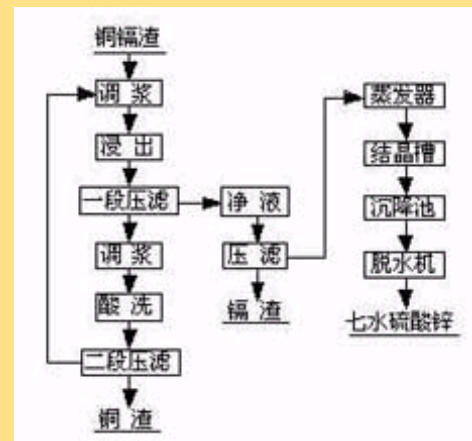 铜镉渣
调浆
浸出
一段压滤
调浆
酸洗
二段压滤
铜渣
净液
压滤
镉渣
蒸发器
结晶槽
沉降池
脱水机
七水硫酸锌